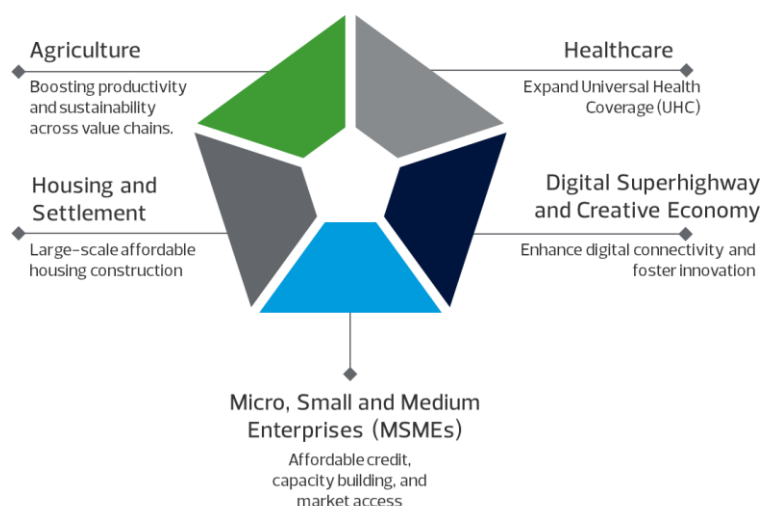 Agriculture
Boosting productivity
and sustainability
across value chains.
Healthcare
Expand Universal Health
Coverage (UHC)
Housing and
Settlement
Large-scale affordable
housing construction
Digital Superhighway
and Creative Economy
Enhance digital connectivity and
foster innovation
Micro, Small and Medium
Enterprises (MSMEs)
Affordable credit,
capacity building, and
market access